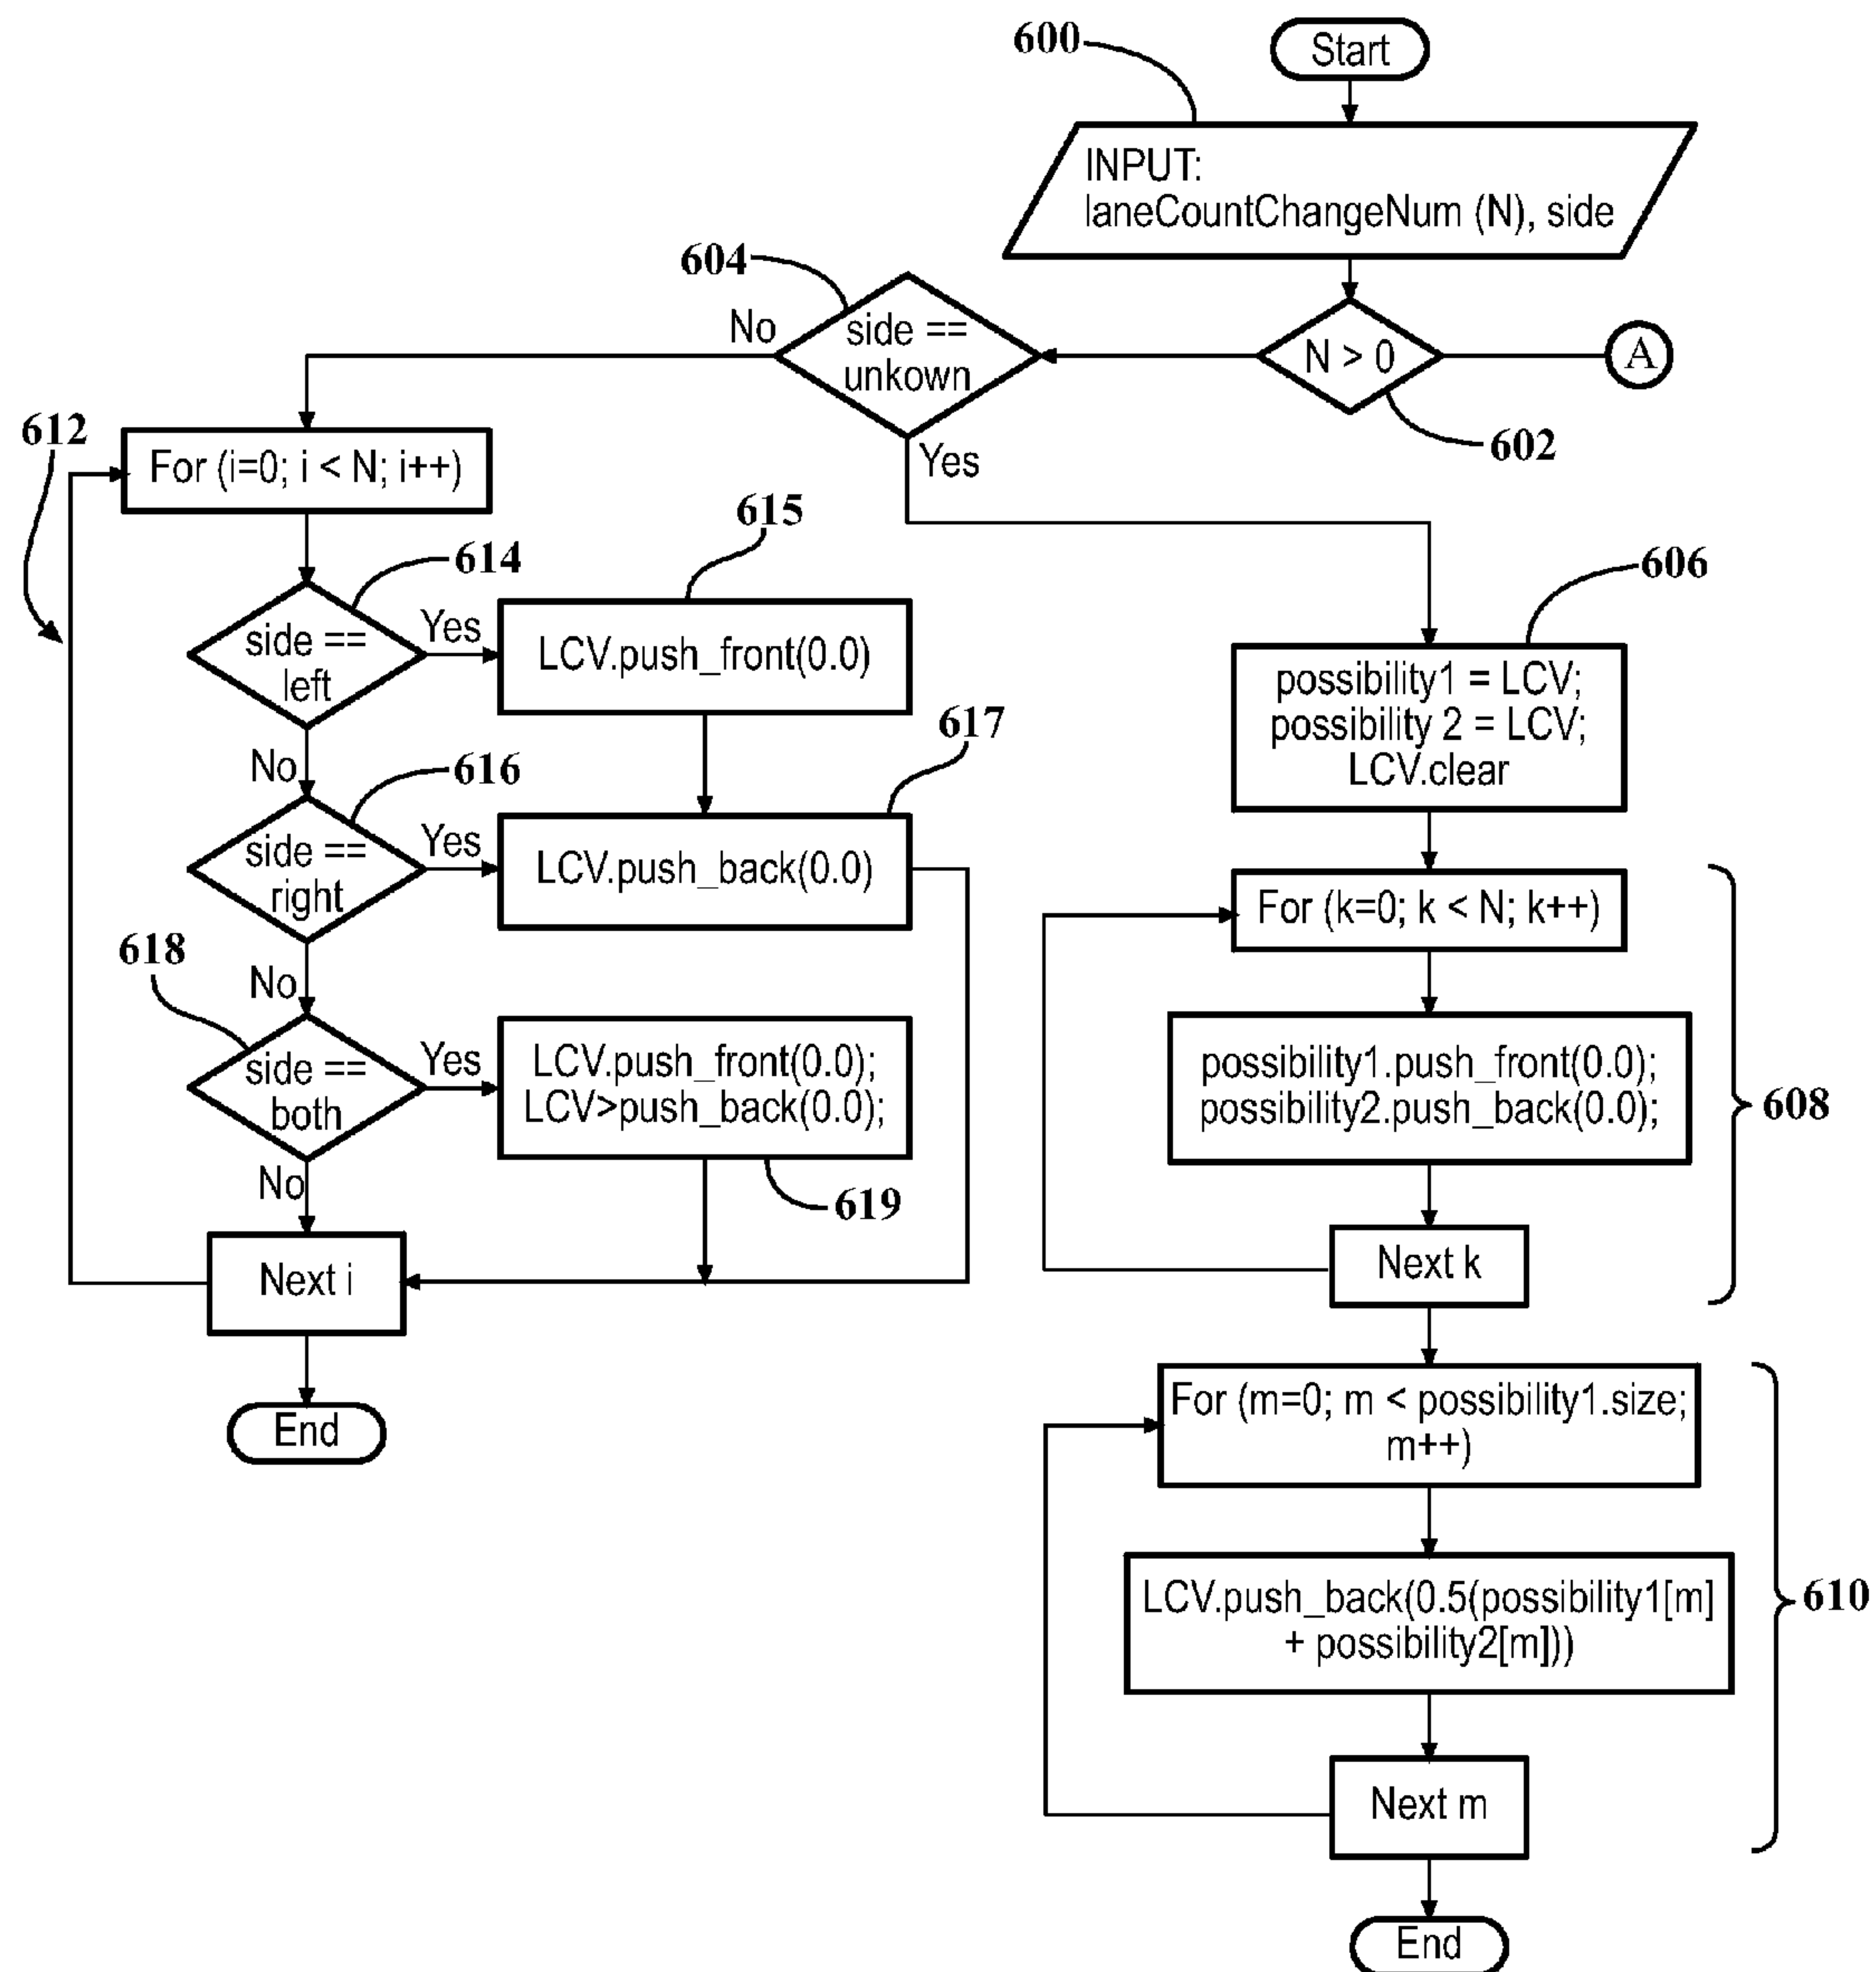 Start
600
INPUT:
laneCountChangeNum (N), side
604
No
side ==
unkown
N > 0
A
602
Yes
612
For (i=0; i < N; i++)
615
614
606
side ==
left
Yes
LCV.push_front(0.0)
possibility1 = LCV;
possibility 2 = LCV;
LCV.clear
617
No
616
side ==
right
Yes
LCV.push_back(0.0)
For (k=0; k < N; k++)
618
No
side ==
both
Yes
LCV.push_front(0.0);
LCV>push_back(0.0);
possibility1.push_front(0.0);
possibility2.push_back(0.0);
608
No
619
Next i
Next k
End
For (m=0; m < possibility1.size;
m++)
LCV.push_back(0.5(possibility1[m]
+ possibility2[m]))
610
Next m
End